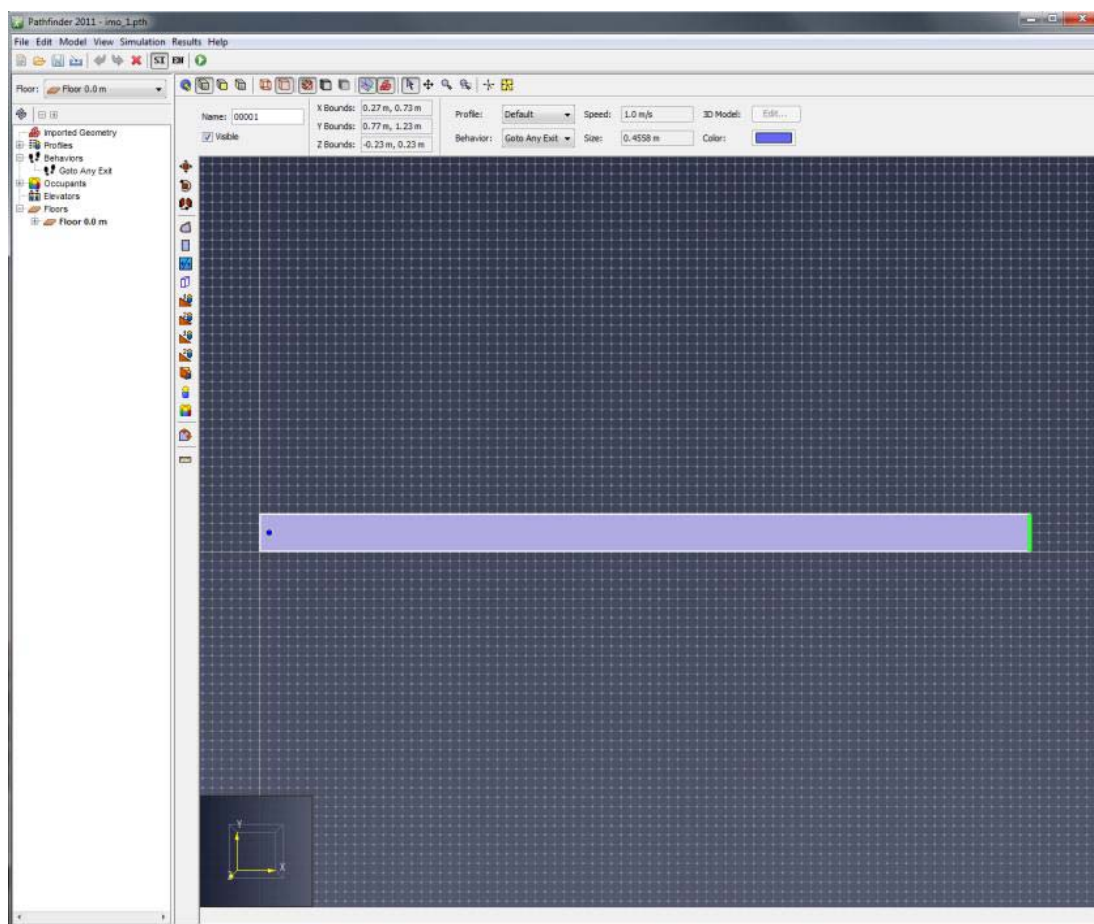 Pathfinder 2011 - imo_1.pth
File Edit Model View Simulation Results Help
SI EN
Floor: Floor 0.0 m
Imported Geometry
Profiles
Behaviors
Goto Any Exit
Occupants
Elevators
Floors
Floor 0.0 m
Name: 00001
Visible
X Bounds: 0.27 m, 0.73 m
Y Bounds: 0.77 m, 1.23 m
Z Bounds: -0.23 m, 0.23 m
Profile: Default
Behavior: Goto Any Exit
Speed: 1.0 m/s
Size: 0.4558 m
3D Model: Edit...
Color:
Y
X